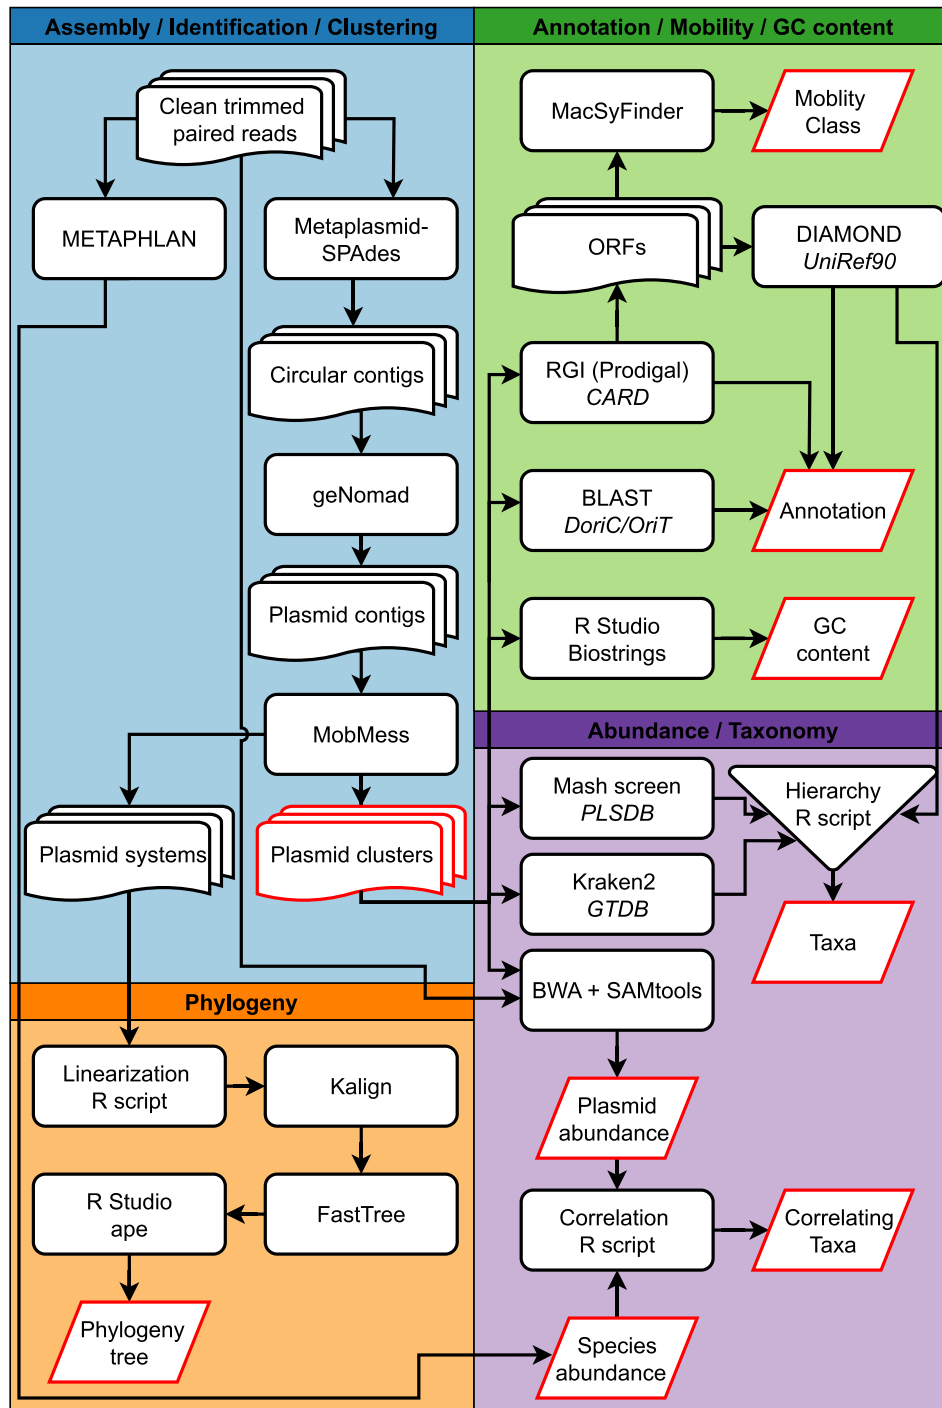 Assembly / Identification / Clustering
Clean trimmed
paired reads
METAPHLAN
Metaplasmid-
SPAdes
Circular contigs
geNomad
Plasmid contigs
MobMess
Plasmid systems
Plasmid clusters
Phylogeny
Linearization
R script
Kalign
R Studio
ape
FastTree
Phylogeny
tree
Annotation / Mobility / GC content
MacSyFinder
Moblity
Class
ORFs
DIAMOND
UniRef90
RGI (Prodigal)
CARD
BLAST
DoriC/OriT
Annotation
R Studio
Biostrings
GC
content
Abundance / Taxonomy
Mash screen
PLSDB
Hierarchy
R script
Kraken2
GTDB
Taxa
BWA + SAMtools
Plasmid
abundance
Correlation
R script
Correlating
Taxa
Species
abundance